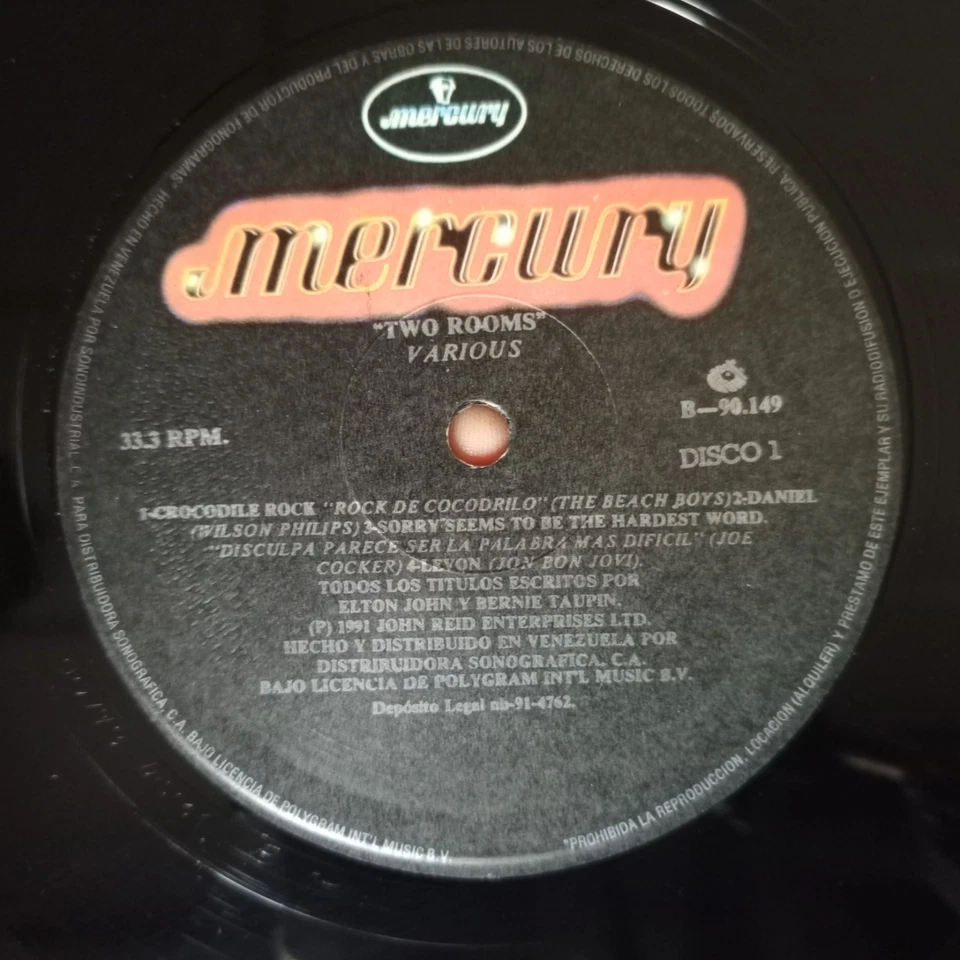 mercury
mercury
"TWO ROOMS"
VARIOUS
B—90.149
33.3 RPM.
DISCO 1
1-CROCODILE ROCK "ROCK DE COCODRILO" (THE BEACH BOYS) 2-DANIEL
(WILSON PHILIPS) 3-SORRY SEEMS TO BE THE HARDEST WORD.
"DISCULPA PARECE SER LA PALABRA MAS DIFICIL" (JOE
COCKER) 4-LEVON (JON BON JOVI).
TODOS LOS TITULOS ESCRITOS POR
ELTON JOHN Y BERNIE TAUPIN.
(P) 1991 JOHN REID ENTERPRISES LTD.
HECHO Y DISTRIBUIDO EN VENEZUELA POR
DISTRIBUIDORA SONOGRAFICA, C.A.
BAJO LICENCIA DE POLYGRAM INT'L MUSIC B.V.
Depósito Legal nb-91-4762.
"PROHIBIDA LA REPRODUCCION, LOCACION (ALQUILER) Y PRESTAMO DE ESTE EJEMPLAR Y SU RADIODIFUSION O EJECUCION PUBLICA, RESERVADOS TODOS LOS DERECHOS DE LOS AUTORES DE LAS OBRAS Y DEL PRODUCTOR DE FONOGRAMAS" HECHO EN VENEZUELA POR SONOINDUSTRIAL, C.A. PARA DISTRIBUIDORA SONOGRAFICA, C.A. BAJO LICENCIA DE POLYGRAM INT'L MUSIC B.V.